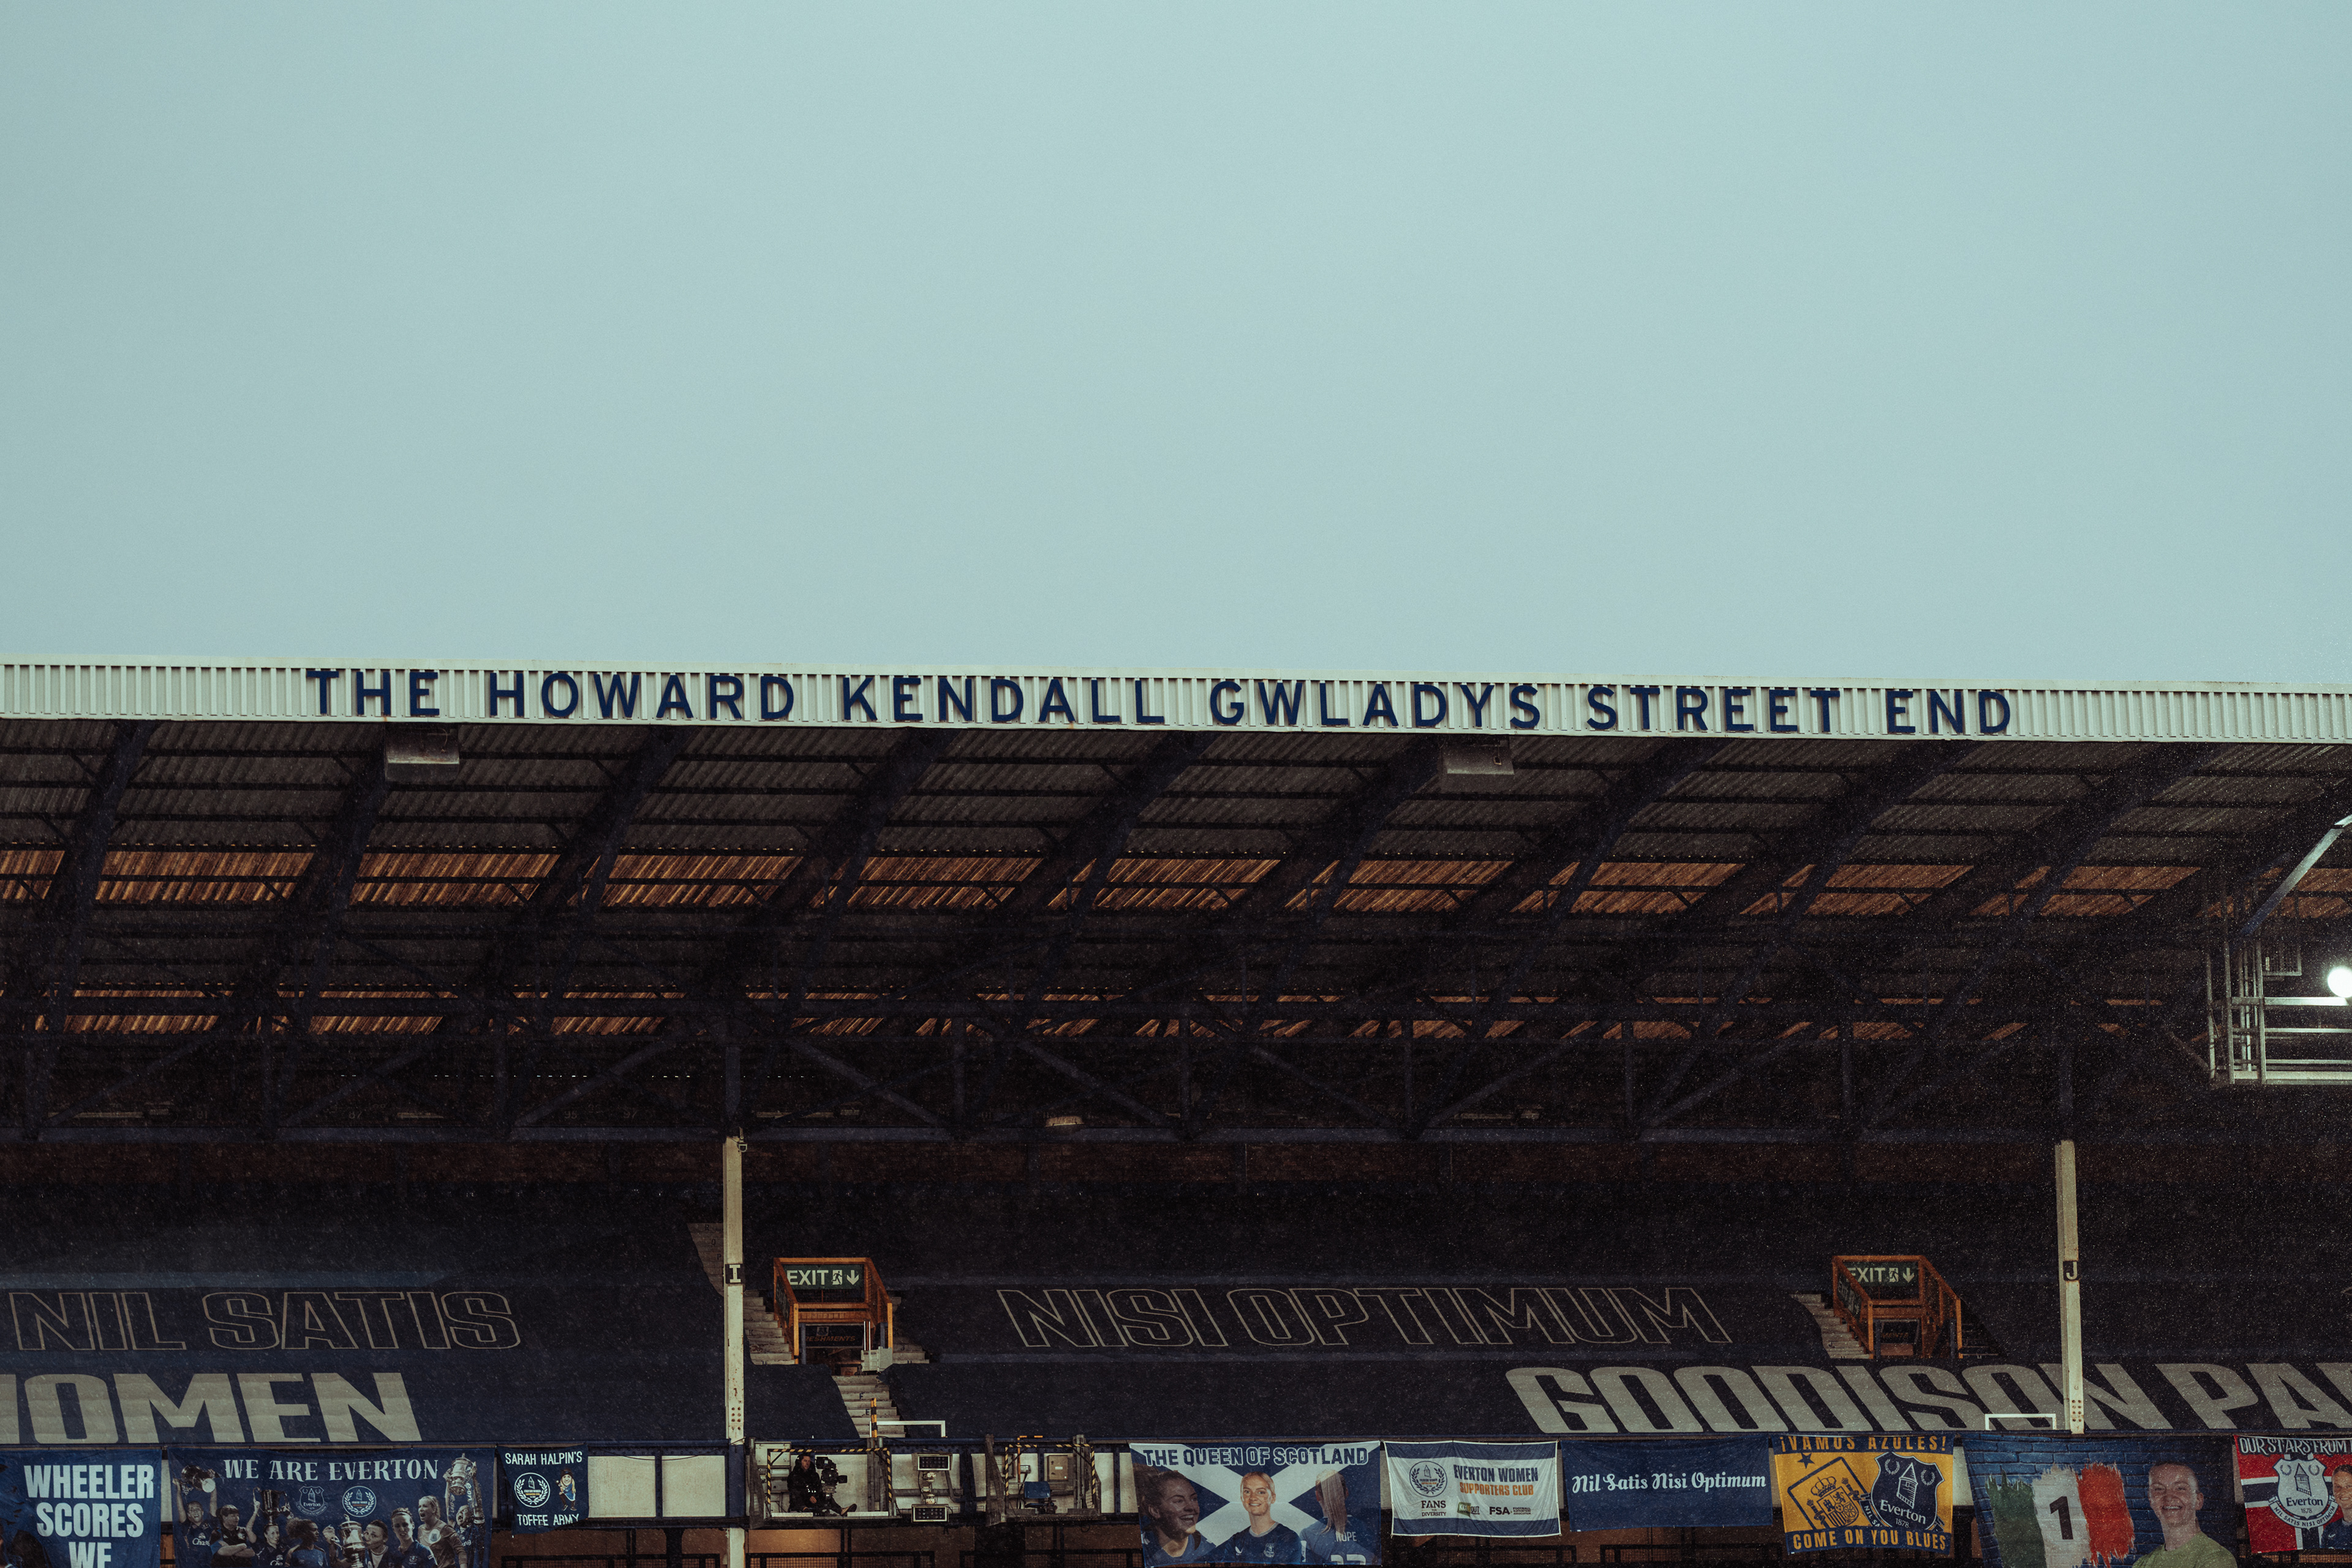 THE HOWARD KENDALL GWLADYS STREET END
EXIT
EXIT
I
J
NIL SATIS
NISI OPTIMUM
OMEN
GOODISON PA
WHEELER
SCORES
WE
WE ARE EVERTON
SARAH HALPIN'S
TOFFEE ARMY
THE QUEEN OF SCOTLAND
EVERTON WOMEN
SUPPORTERS CLUB
FANS
DIVERSITY
FSA
Nil Satis Nisi Optimum
¡VAMOS AZULES!
Everton
1878
COME ON YOU BLUES
1
OUR STARS FROM
Everton